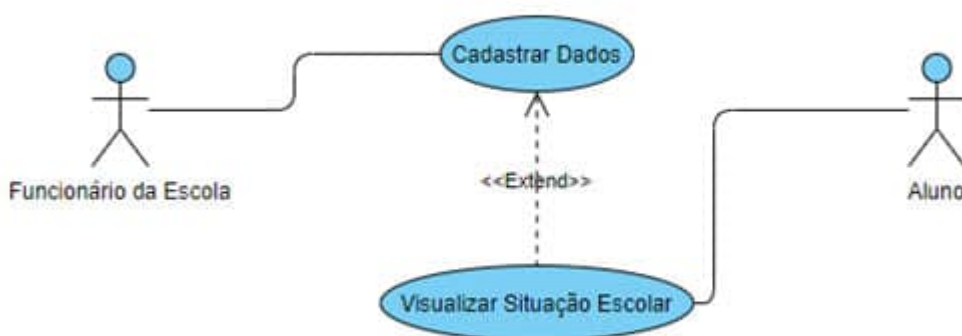 Cadastrar Dados
Funcionário da Escola
<<Extend>>
Aluno
Visualizar Situação Escolar